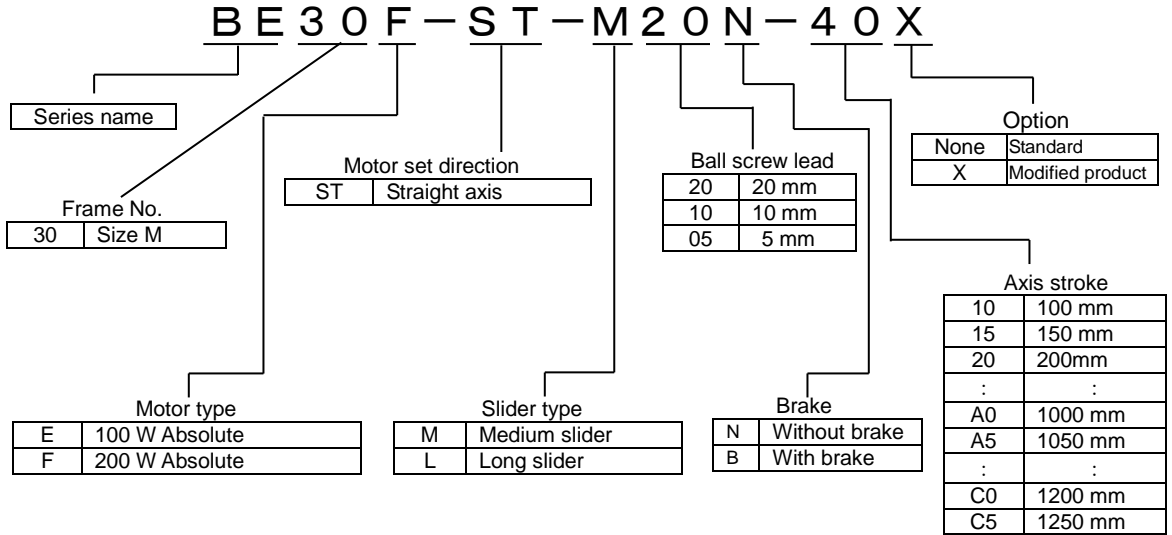 BE30F-ST-M20N-40X
Series name
Option
None Standard
X Modified product
Motor set direction
ST Straight axis
Ball screw lead
20 20 mm
10 10 mm
05 5 mm
Frame No.
30 Size M
Axis stroke
10 100 mm
15 150 mm
20 200mm
: :
A0 1000 mm
A5 1050 mm
: :
C0 1200 mm
C5 1250 mm
Motor type
E 100 W Absolute
F 200 W Absolute
Slider type
M Medium slider
L Long slider
Brake
N Without brake
B With brake